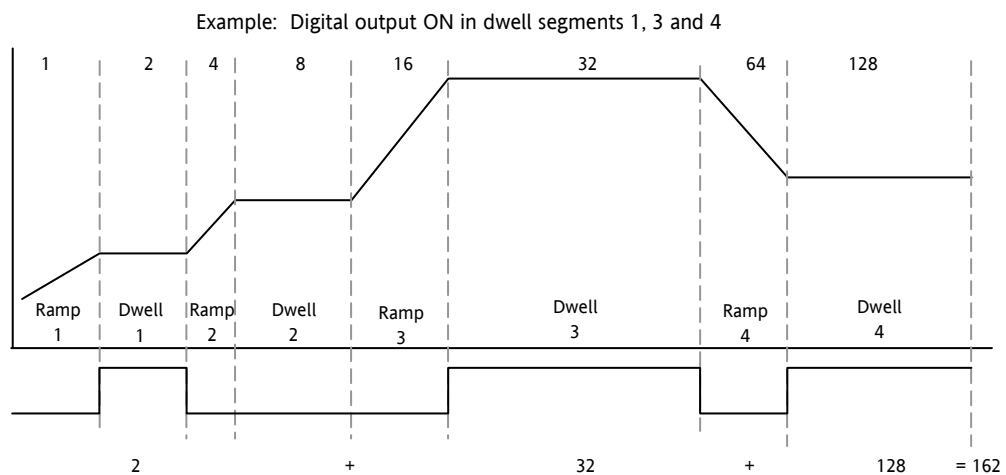 Example: Digital output ON in dwell segments 1, 3 and 4
1 2 4 8 16 32 64 128
Ramp 1
Dwell 1
Ramp 2
Dwell 2
Ramp 3
Dwell 3
Ramp 4
Dwell 4
2 + 32 + 128 = 162